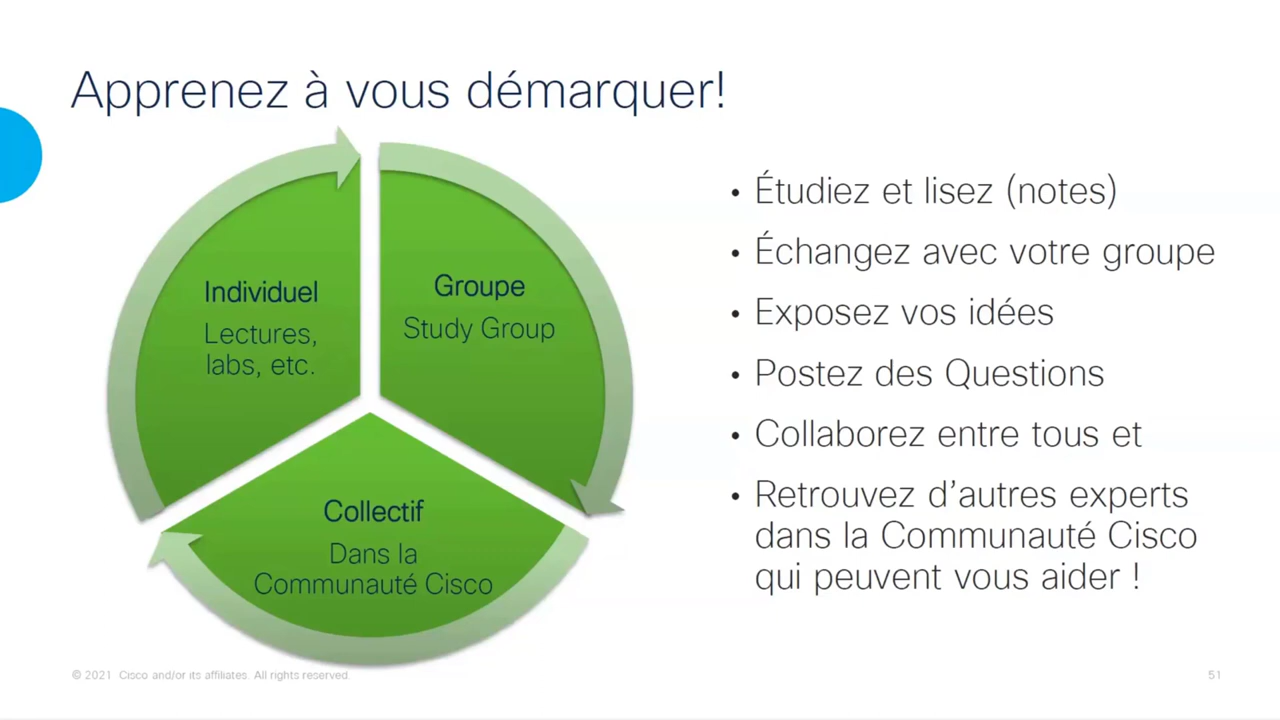 Apprenez à vous démarquer!
Individuel
Lectures,
labs, etc.
Groupe
Study Group
Collectif
Dans la
Communauté Cisco
• Étudiez et lisez (notes)
• Échangez avec votre groupe
• Exposez vos idées
• Postez des Questions
• Collaborez entre tous et
• Retrouvez d’autres experts
dans la Communauté Cisco
qui peuvent vous aider !
© 2021 Cisco and/or its affiliates. All rights reserved.
51